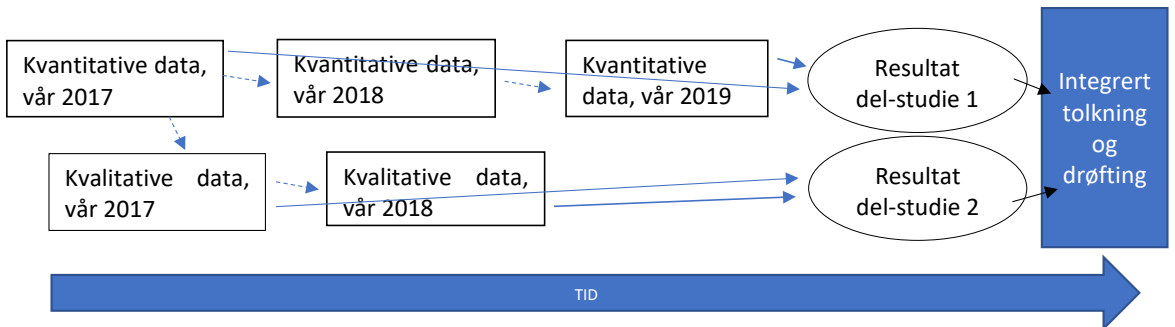 Kvantitative data,
vår 2017
Kvantitative data,
vår 2018
Kvantitative
data, vår 2019
Resultat
del-studie 1
Integrert
tolkning
og
drøfting
Kvalitative data,
vår 2017
Kvalitative data,
vår 2018
Resultat
del-studie 2
TID